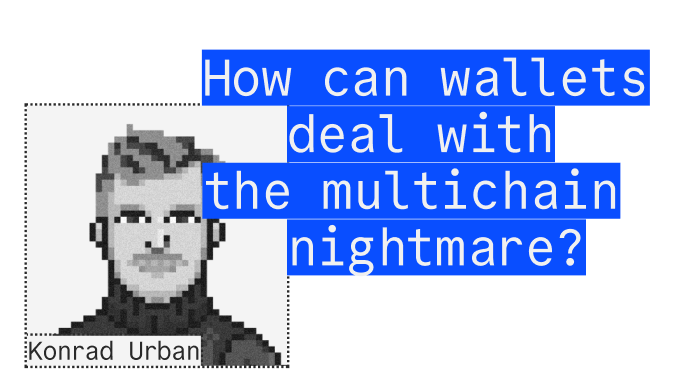 How can wallets
deal with
the multichain
nightmare?
Konrad Urban